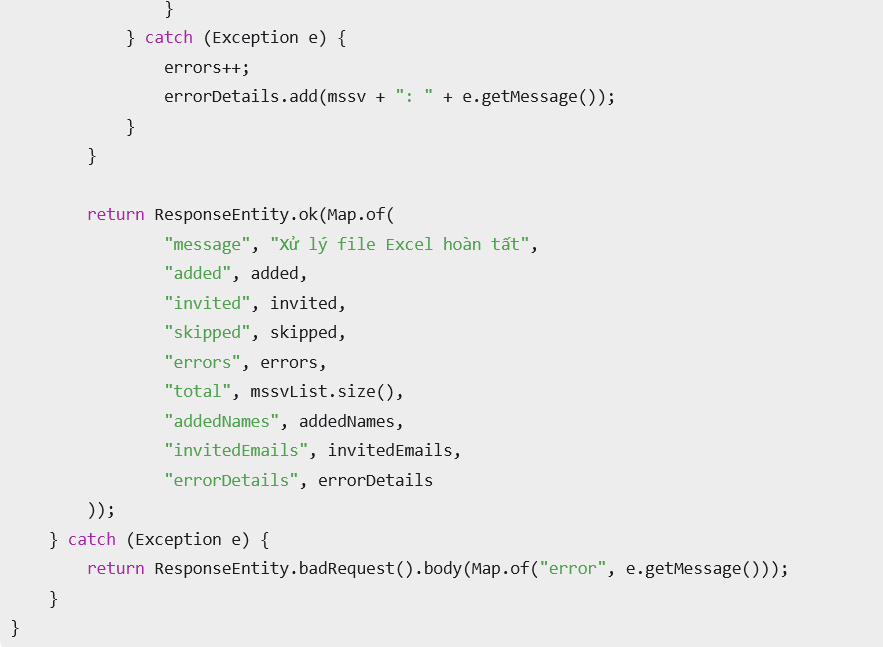 }
            } catch (Exception e) {
                errors++;
                errorDetails.add(mssv + ": " + e.getMessage());
            }
        }

        return ResponseEntity.ok(Map.of(
                "message", "Xử lý file Excel hoàn tất",
                "added", added,
                "invited", invited,
                "skipped", skipped,
                "errors", errors,
                "total", mssvList.size(),
                "addedNames", addedNames,
                "invitedEmails", invitedEmails,
                "errorDetails", errorDetails
        ));
    } catch (Exception e) {
        return ResponseEntity.badRequest().body(Map.of("error", e.getMessage()));
    }
}